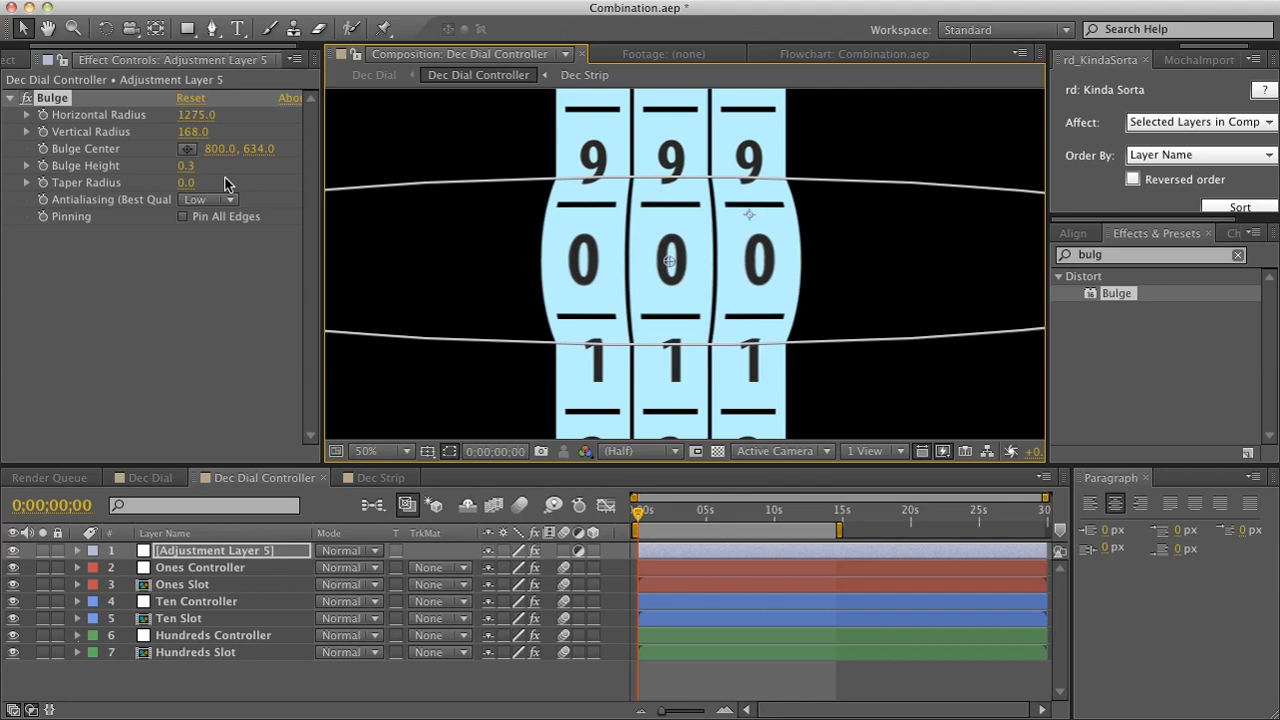 Combination.aep *
Workspace: Standard
Search Help
Effect Controls: Adjustment Layer 5
Composition: Dec Dial Controller
Footage: (none)
Flowchart: Combination.aep
rd_KindaSorta
MochaImport
Dec Dial Controller • Adjustment Layer 5
Dec Dial
Dec Dial Controller
Dec Strip
rd: Kinda Sorta
?
fx Bulge Reset
Horizontal Radius 1275.0
Vertical Radius 168.0
Bulge Center 800.0, 634.0
Bulge Height 0.3
Taper Radius 0.0
Antialiasing (Best Qual Low
Pinning Pin All Edges
9 9 9
0 0 0
1 1 1
Affect: Selected Layers in Comp
Order By: Layer Name
Reversed order
Sort
Align
Effects & Presets
bulg
Distort
Bulge
50%
0;00;00;00
(Half)
Active Camera
1 View
+0.
Render Queue
Dec Dial
Dec Dial Controller
Dec Strip
Paragraph
0;00;00;00
05s 10s 15s 20s 25s 30
# Layer Name Mode T TrkMat
1 [Adjustment Layer 5] Normal
2 Ones Controller Normal None
3 Ones Slot Normal None
4 Ten Controller Normal None
5 Ten Slot Normal None
6 Hundreds Controller Normal None
7 Hundreds Slot Normal None
0 px 0 px 0 px
0 px 0 px